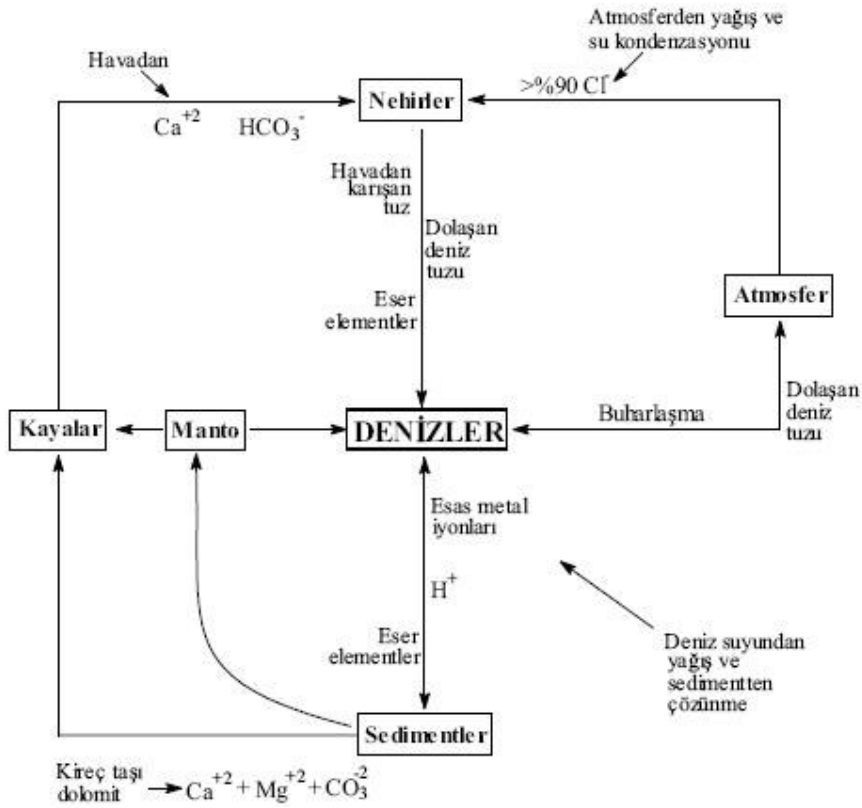 Atmosferden yağış ve
su kondenzasyonu
Havadan
>%90 Cl⁻
Nehirler
Ca⁺² HCO₃⁻
Havadan
karışan
tuz
Dolaşan
deniz
tuzu
Eser
elementler
Atmosfer
Kayalar
Manto
DENİZLER
Buharlaşma
Dolaşan
deniz
tuzu
Esas metal
iyonları
H⁺
Eser
elementler
Deniz suyundan
yağış ve
sedimentten
çözünme
Sedimentler
Kireç taşı
dolomit
Ca⁺² + Mg⁺² + CO₃⁻²